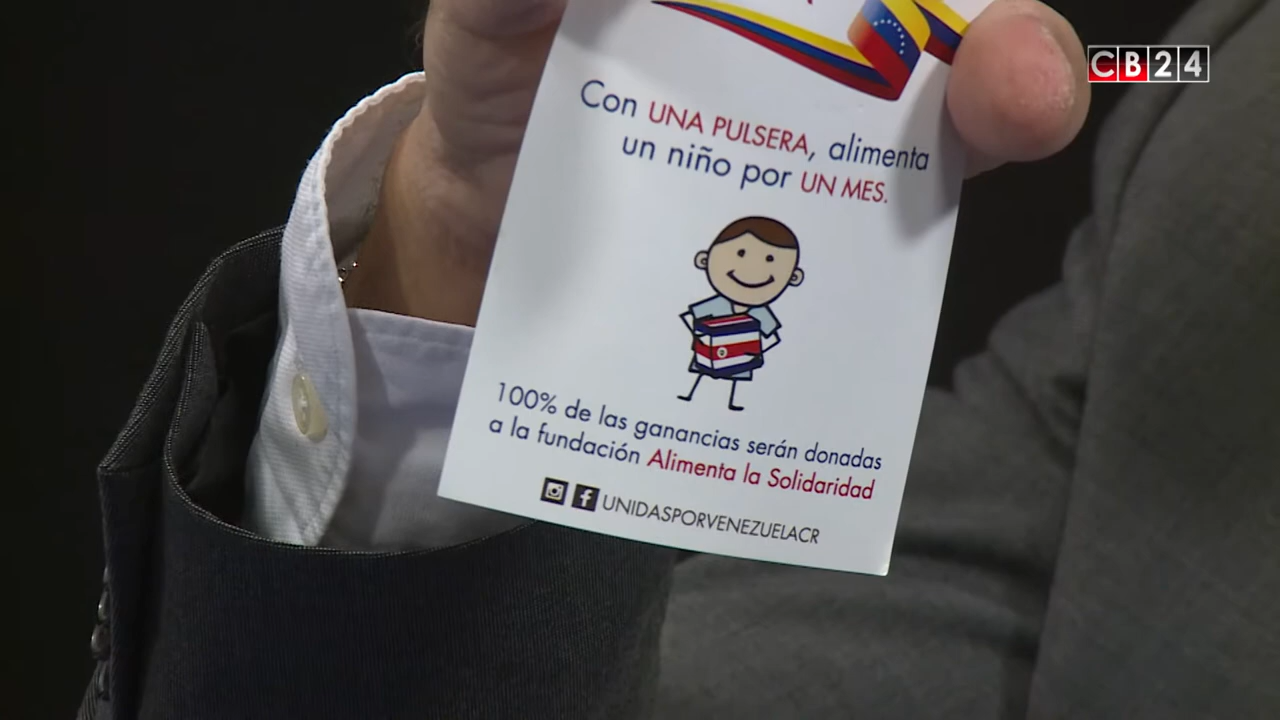 CB24
Con UNA PULSERA, alimenta
un niño por UN MES.
100% de las ganancias serán donadas
a la fundación Alimenta la Solidaridad
UNIDASPORVENEZUELACR